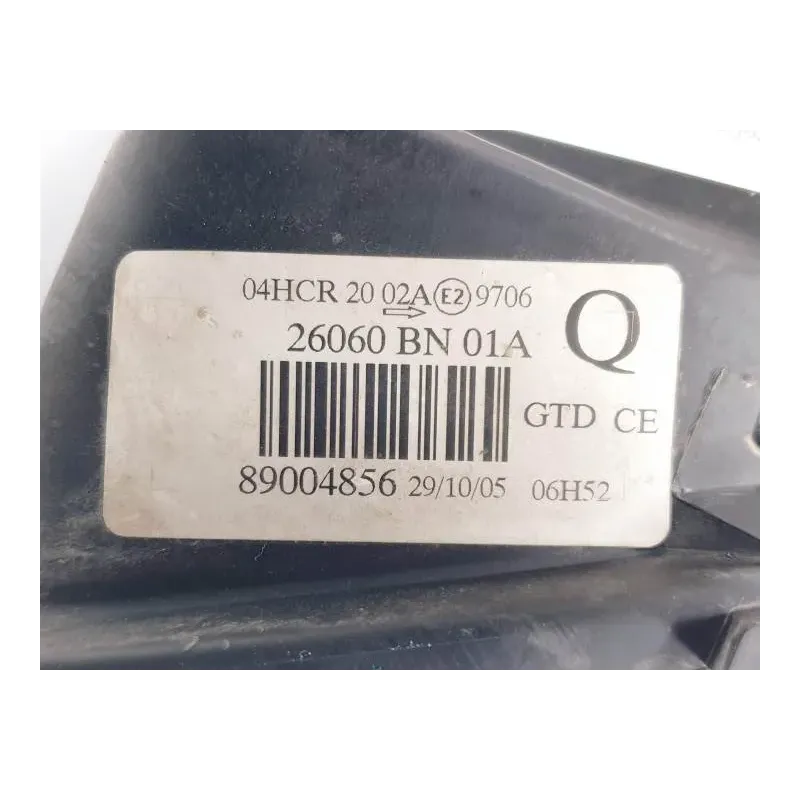 04HCR 20 02A E2 9706
26060 BN 01A Q
GTD CE
89004856 29/10/05 06H52